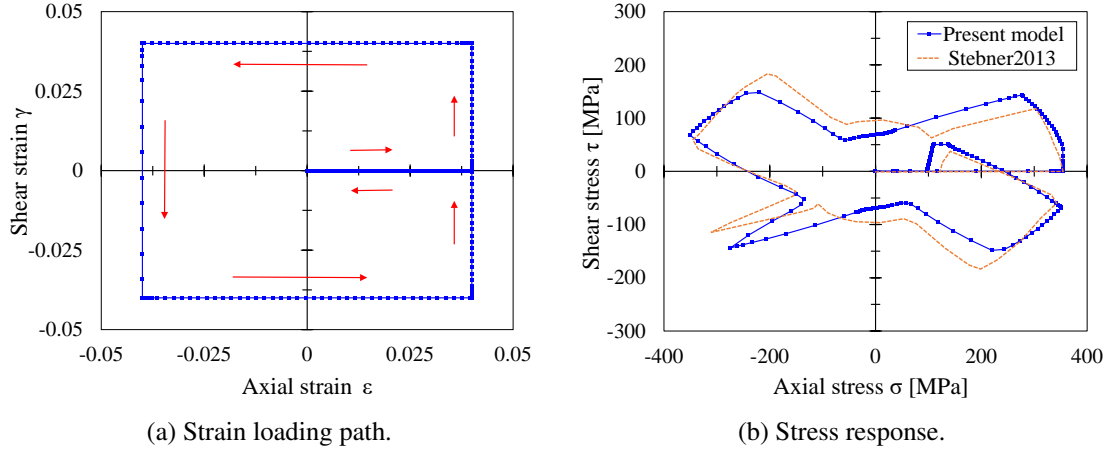 0.05
0.025
0
-0.025
-0.05
-0.05
-0.025
0
0.025
0.05
Shear strain γ
Axial strain ε
(a) Strain loading path.
300
200
100
0
-100
-200
-300
-400
-200
0
200
400
Shear stress τ [MPa]
Axial stress σ [MPa]
Present model
Stebner2013
(b) Stress response.